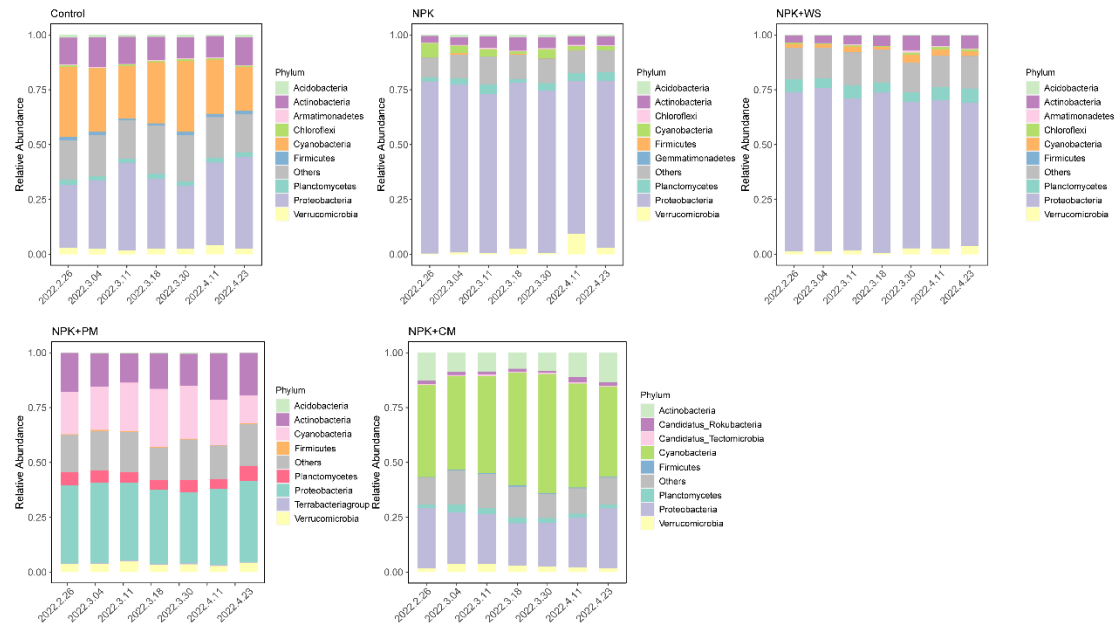 Control
Relative Abundance
1.00
0.75
0.50
0.25
0.00
2022.2.26
2022.3.04
2022.3.11
2022.3.18
2022.3.30
2022.4.11
2022.4.23
Phylum
Acidobacteria
Actinobacteria
Armatimonadetes
Chloroflexi
Cyanobacteria
Firmicutes
Others
Planctomycetes
Proteobacteria
Verrucomicrobia
NPK
Relative Abundance
1.00
0.75
0.50
0.25
0.00
2022.2.26
2022.3.04
2022.3.11
2022.3.18
2022.3.30
2022.4.11
2022.4.23
Phylum
Acidobacteria
Actinobacteria
Chloroflexi
Cyanobacteria
Firmicutes
Gemmatimonadetes
Others
Planctomycetes
Proteobacteria
Verrucomicrobia
NPK+WS
Relative Abundance
1.00
0.75
0.50
0.25
0.00
2022.2.26
2022.3.04
2022.3.11
2022.3.18
2022.3.30
2022.4.11
2022.4.23
Phylum
Acidobacteria
Actinobacteria
Armatimonadetes
Chloroflexi
Cyanobacteria
Firmicutes
Others
Planctomycetes
Proteobacteria
Verrucomicrobia
NPK+PM
Relative Abundance
1.00
0.75
0.50
0.25
0.00
2022.2.26
2022.3.04
2022.3.11
2022.3.18
2022.3.30
2022.4.11
2022.4.23
Phylum
Acidobacteria
Actinobacteria
Cyanobacteria
Firmicutes
Others
Planctomycetes
Proteobacteria
Terrabacteriagroup
Verrucomicrobia
NPK+CM
Relative Abundance
1.00
0.75
0.50
0.25
0.00
2022.2.26
2022.3.04
2022.3.11
2022.3.18
2022.3.30
2022.4.11
2022.4.23
Phylum
Actinobacteria
Candidatus_Rokubacteria
Candidatus_Tectomicrobia
Cyanobacteria
Firmicutes
Others
Planctomycetes
Proteobacteria
Verrucomicrobia